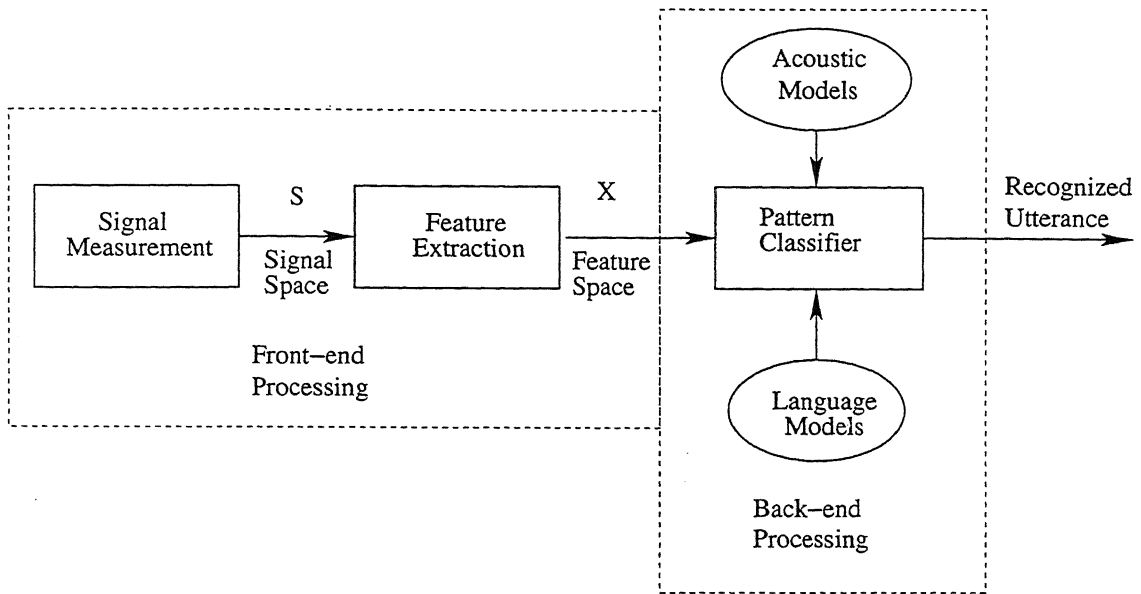 Acoustic
Models
S
X
Signal
Measurement
Feature
Extraction
Pattern
Classifier
Recognized
Utterance
Signal
Space
Feature
Space
Front–end
Processing
Language
Models
Back–end
Processing